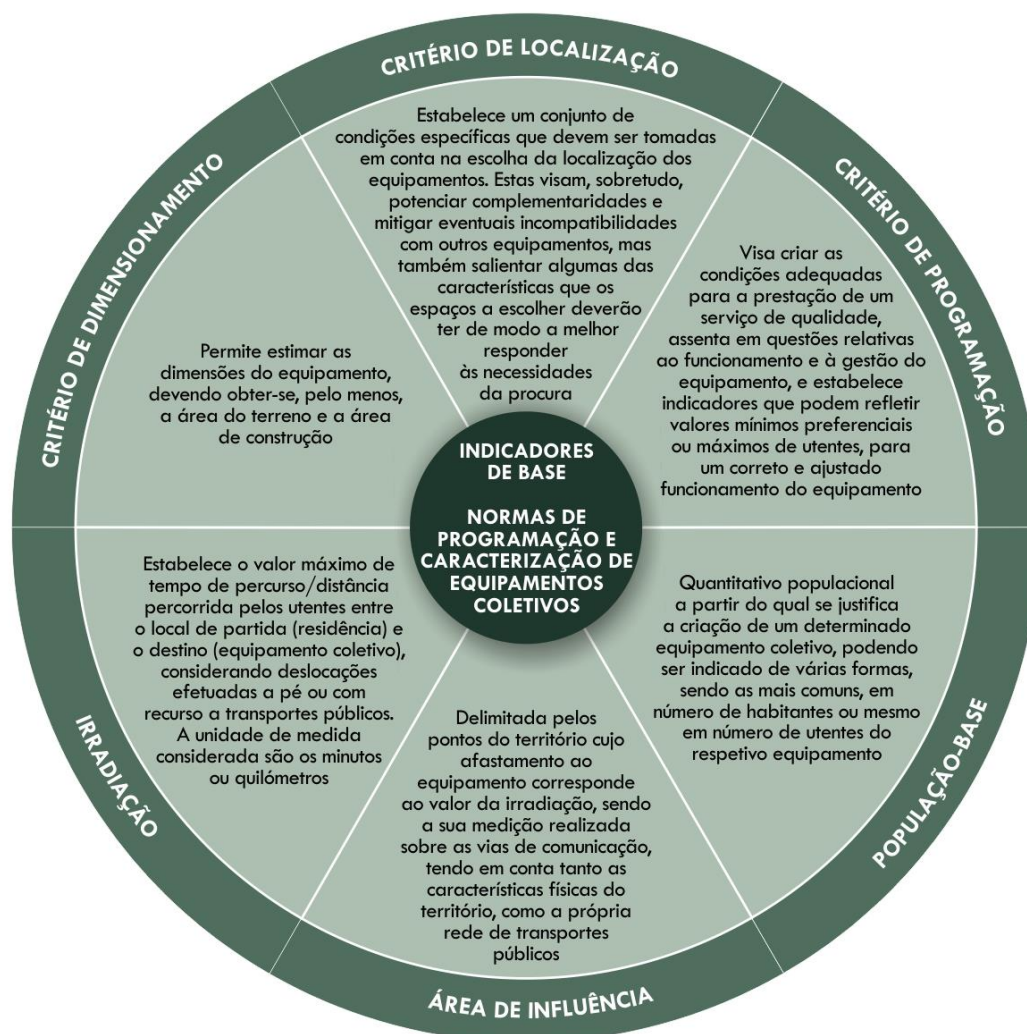 CRITÉRIO DE LOCALIZAÇÃO
Estabelece um conjunto de
condições específicas que devem ser tomadas
em conta na escolha da localização dos
equipamentos. Estas visam, sobretudo,
potenciar complementaridades e
mitigar eventuais incompatibilidades
com outros equipamentos, mas
também salientar algumas das
características que os
espaços a escolher deverão
ter de modo a melhor
responder
às necessidades
da procura
CRITÉRIO DE PROGRAMAÇÃO
Visa criar as
condições adequadas
para a prestação de um
serviço de qualidade,
assenta em questões relativas
ao funcionamento e à gestão do
equipamento, e estabelece
indicadores que podem refletir
valores mínimos preferenciais
ou máximos de utentes, para
um correto e ajustado
funcionamento do equipamento
POPULAÇÃO-BASE
Quantitativo populacional
a partir do qual se justifica
a criação de um determinado
equipamento coletivo, podendo
ser indicado de várias formas,
sendo as mais comuns, em
número de habitantes ou mesmo
em número de utentes do
respetivo equipamento
ÁREA DE INFLUÊNCIA
Delimitada pelos
pontos do território cujo
afastamento ao
equipamento corresponde
ao valor da irradiação, sendo
a sua medição realizada
sobre as vias de comunicação,
tendo em conta tanto as
características físicas do
território, como a própria
rede de transportes
públicos
IRRADIAÇÃO
Estabelece o valor máximo de
tempo de percurso/distância
percorrida pelos utentes entre
o local de partida (residência) e
o destino (equipamento coletivo),
considerando deslocações
efetuadas a pé ou com
recurso a transportes públicos.
A unidade de medida
considerada são os minutos
ou quilómetros
CRITÉRIO DE DIMENSIONAMENTO
Permite estimar as
dimensões do equipamento,
devendo obter-se, pelo menos,
a área do terreno e a área
de construção
INDICADORES
DE BASE
NORMAS DE
PROGRAMAÇÃO E
CARACTERIZAÇÃO DE
EQUIPAMENTOS
COLETIVOS